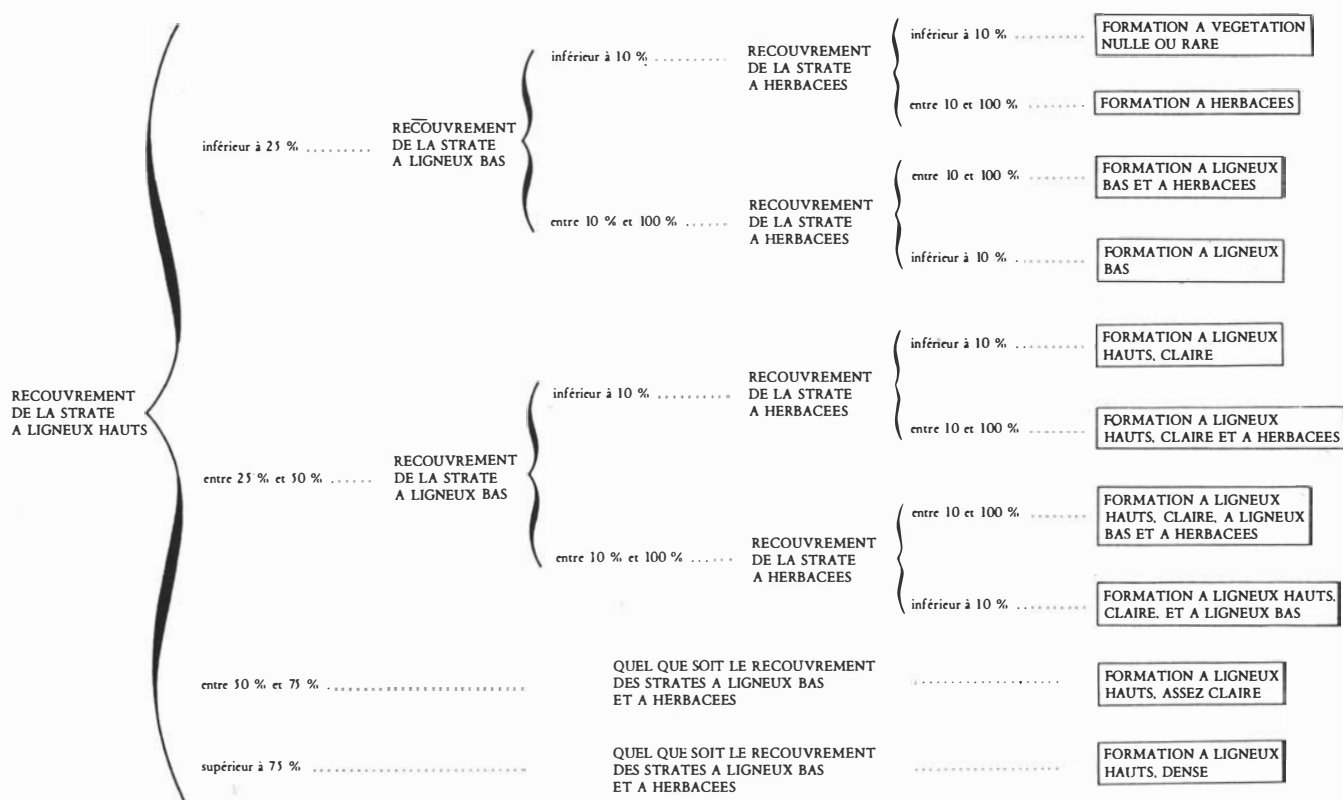 RECOUVREMENT
DE LA STRATE
A LIGNEUX HAUTS
inférieur à 25 %
RECOUVREMENT
DE LA STRATE
A LIGNEUX BAS
inférieur à 10 %
RECOUVREMENT
DE LA STRATE
A HERBACEES
inférieur à 10 %
FORMATION A VEGETATION
NULLE OU RARE
entre 10 et 100 %
FORMATION A HERBACEES
entre 10 % et 100 %
RECOUVREMENT
DE LA STRATE
A HERBACEES
entre 10 et 100 %
FORMATION A LIGNEUX
BAS ET A HERBACEES
inférieur à 10 %
FORMATION A LIGNEUX
BAS
entre 25 % et 50 %
RECOUVREMENT
DE LA STRATE
A LIGNEUX BAS
inférieur à 10 %
RECOUVREMENT
DE LA STRATE
A HERBACEES
inférieur à 10 %
FORMATION A LIGNEUX
HAUTS, CLAIRE
entre 10 et 100 %
FORMATION A LIGNEUX
HAUTS, CLAIRE ET A HERBACEES
entre 10 % et 100 %
RECOUVREMENT
DE LA STRATE
A HERBACEES
entre 10 et 100 %
FORMATION A LIGNEUX
HAUTS, CLAIRE, A LIGNEUX
BAS ET A HERBACEES
inférieur à 10 %
FORMATION A LIGNEUX HAUTS,
CLAIRE, ET A LIGNEUX BAS
entre 50 % et 75 %
QUEL QUE SOIT LE RECOUVREMENT
DES STRATES A LIGNEUX BAS
ET A HERBACEES
FORMATION A LIGNEUX
HAUTS, ASSEZ CLAIRE
supérieur à 75 %
QUEL QUE SOIT LE RECOUVREMENT
DES STRATES A LIGNEUX BAS
ET A HERBACEES
FORMATION A LIGNEUX
HAUTS, DENSE